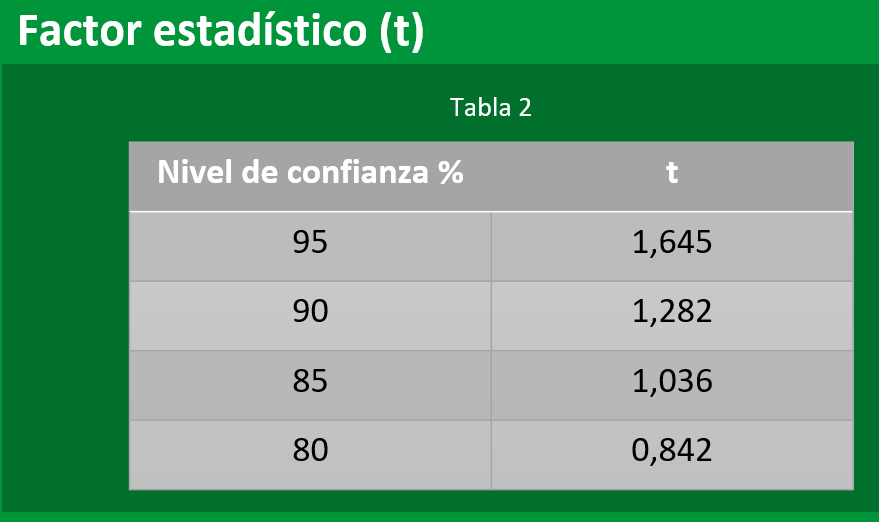 Factor estadístico (t)
Tabla 2
Nivel de confianza % t
95 1,645
90 1,282
85 1,036
80 0,842